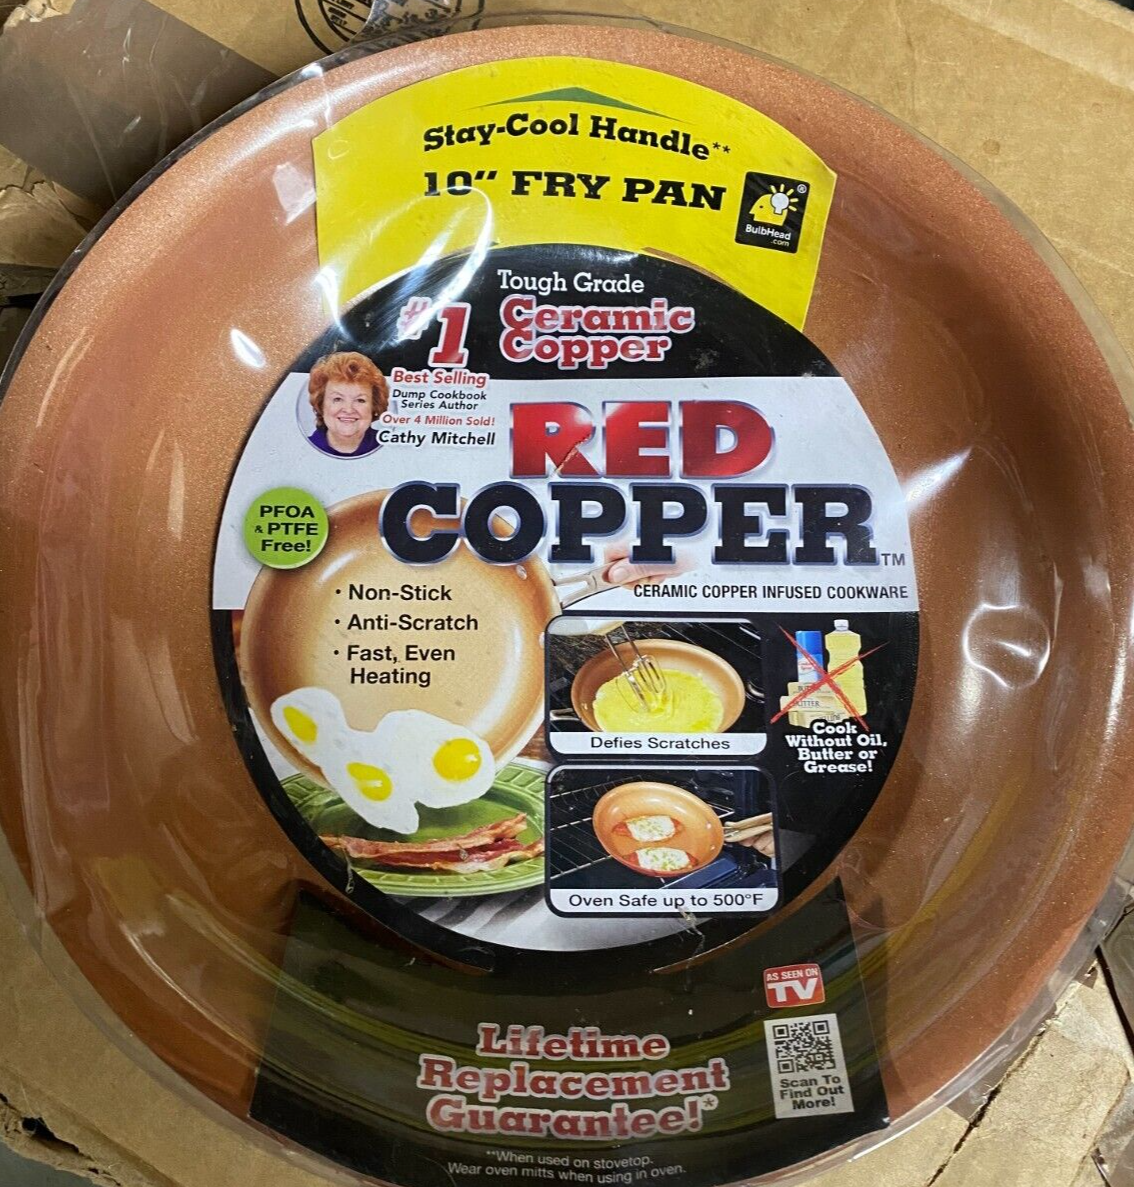 Stay-Cool Handle**
10" FRY PAN
BulbHead
.com
®
Tough Grade
Ceramic
Copper
#1
Best Selling
Dump Cookbook
Series Author
Over 4 Million Sold!
Cathy Mitchell
RED
COPPER™
CERAMIC COPPER INFUSED COOKWARE
PFOA
& PTFE
Free!
• Non-Stick
• Anti-Scratch
• Fast, Even
Heating
Defies Scratches
BUTTER
Cook
Without Oil,
Butter or
Grease!
Oven Safe up to 500°F
AS SEEN ON
TV
Lifetime
Replacement
Guarantee!*
Scan To
Find Out
More!
**When used on stovetop.
Wear oven mitts when using in oven.